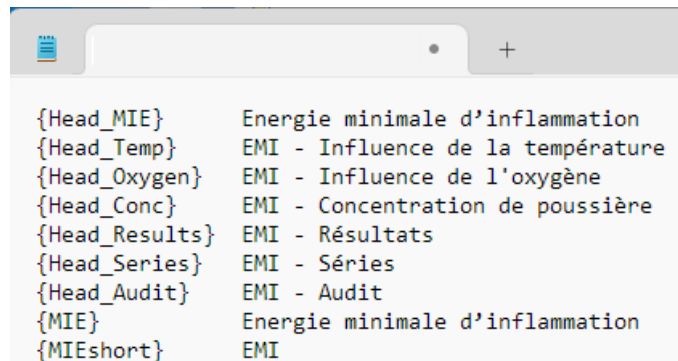 {Head_MIE} Energie minimale d’inflammation
{Head_Temp} EMI - Influence de la température
{Head_Oxygen} EMI - Influence de l'oxygène
{Head_Conc} EMI - Concentration de poussière
{Head_Results} EMI - Résultats
{Head_Series} EMI - Séries
{Head_Audit} EMI - Audit
{MIE} Energie minimale d’inflammation
{MIEshort} EMI